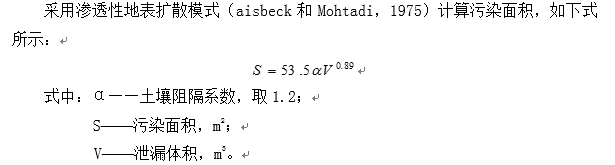 采用渗透性地表扩散模式（aisbeck 和 Mohtadi，1975）计算污染面积，如下式
所示：
S = 53 .5αV^0.89
式中：α——土壤阻隔系数，取 1.2；
S——污染面积，m²；
V——泄漏体积，m³。